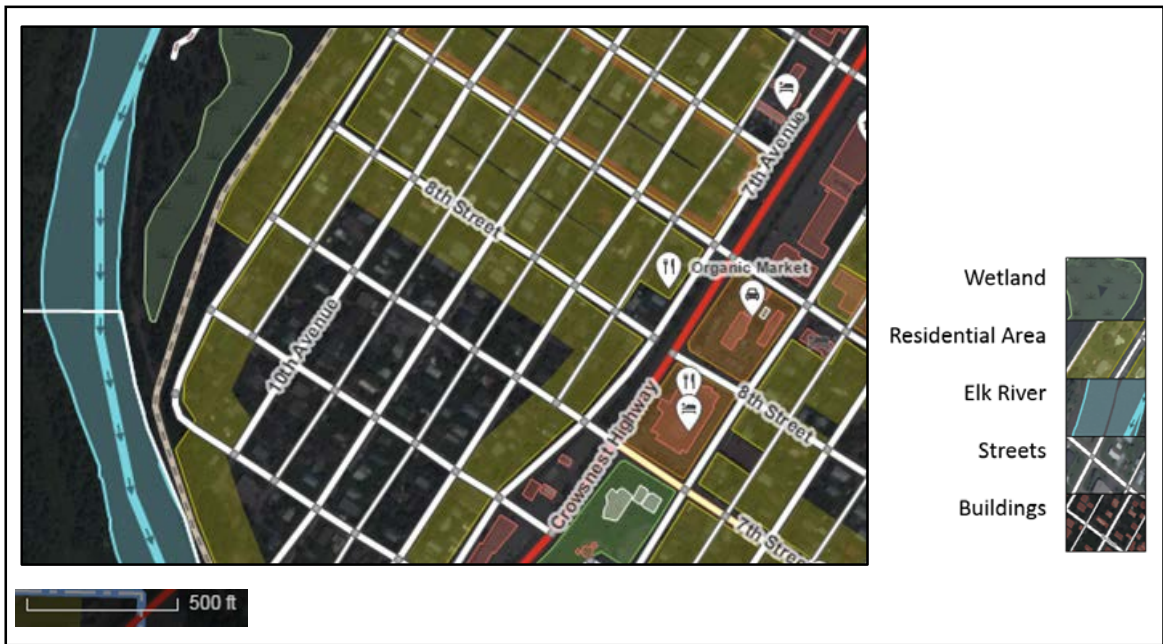 7th Avenue
8th Street
Organic Market
10th Avenue
8th Street
Crowsnest Highway
7th Street
Wetland
Residential Area
Elk River
Streets
Buildings
500 ft